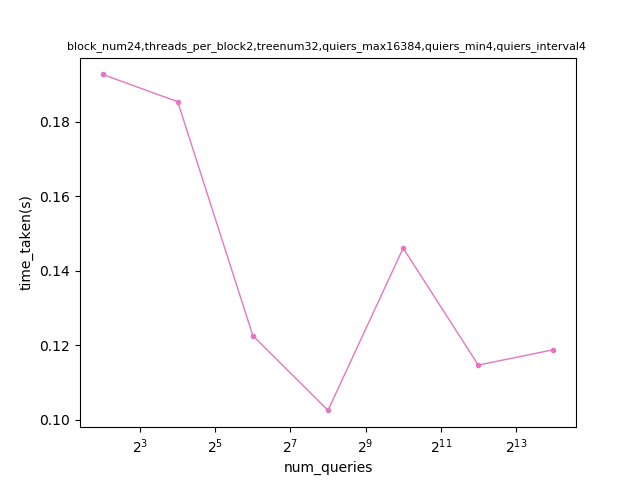 block_num24,threads_per_block2,treenum32,quiers_max16384,quiers_min4,quiers_interval4
0.18
0.16
0.14
0.12
0.10
time_taken(s)
2^3 2^5 2^7 2^9 2^11 2^13
num_queries